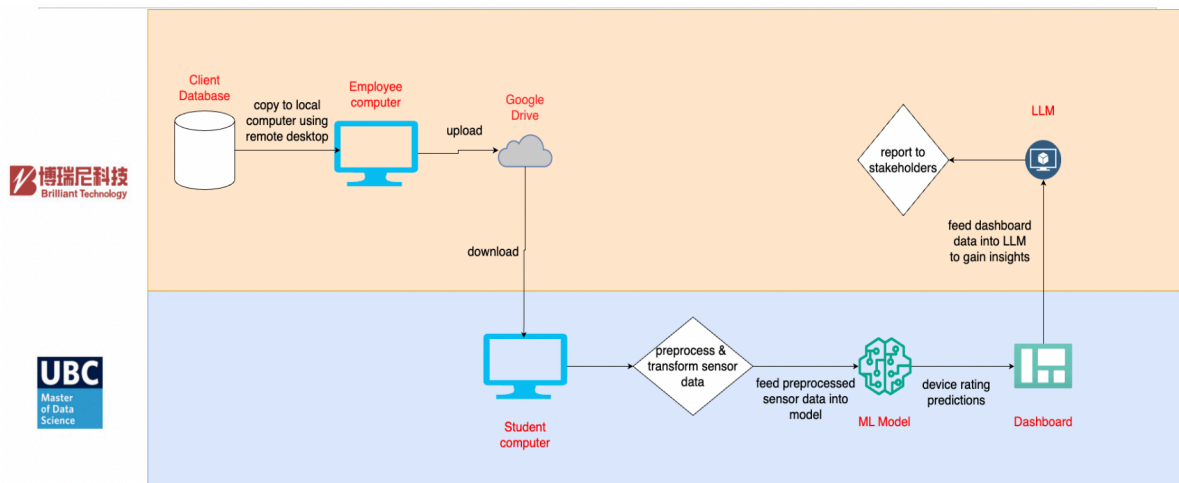 Client
Database
copy to local
computer using
remote desktop
Employee
computer
upload
Google
Drive
LLM
report to
stakeholders
博瑞尼科技
Brilliant Technology
feed dashboard
data into LLM
to gain insights
download
UBC
Master
of Data
Science
Student
computer
preprocess &
transform sensor
data
feed preprocessed
sensor data into
model
ML Model
device rating
predictions
Dashboard